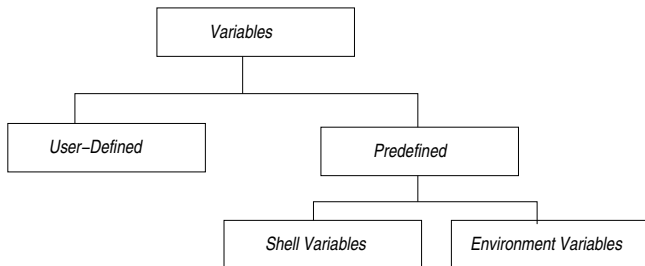 Variables
User−Defined
Predefined
Shell Variables
Environment Variables